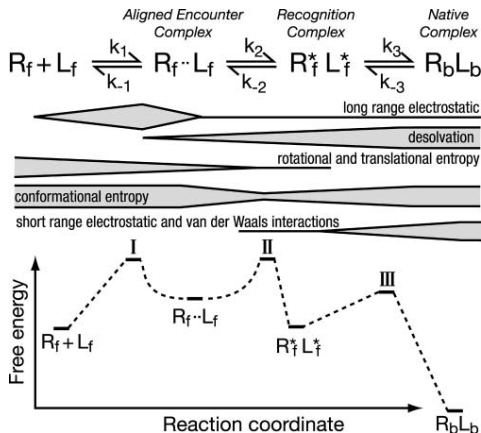 Aligned Encounter Complex
Recognition Complex
Native Complex
R_f + L_f k_1 ⇌ k_-1 R_f·· L_f k_2 ⇌ k_-2 R*_f L*_f k_3 ⇌ k_-3 R_bL_b
long range electrostatic
desolvation
rotational and translational entropy
conformational entropy
short range electrostatic and van der Waals interactions
I
II
III
R_f + L_f
R_f·· L_f
R*_f L*_f
R_bL_b
Free energy
Reaction coordinate